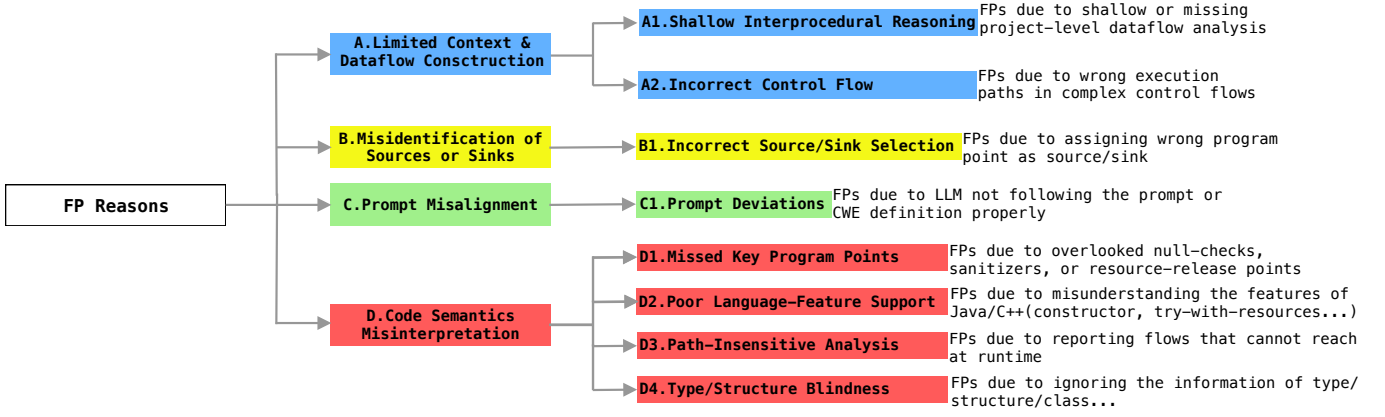 FP Reasons
A.Limited Context &
Dataflow Consctruction
A1.Shallow Interprocedural Reasoning
FPs due to shallow or missing
project-level dataflow analysis
A2.Incorrect Control Flow
FPs due to wrong execution
paths in complex control flows
B.Misidentification of
Sources or Sinks
B1.Incorrect Source/Sink Selection
FPs due to assigning wrong program
point as source/sink
C.Prompt Misalignment
C1.Prompt Deviations
FPs due to LLM not following the prompt or
CWE definition properly
D.Code Semantics
Misinterpretation
D1.Missed Key Program Points
FPs due to overlooked null-checks,
sanitizers, or resource-release points
D2.Poor Language-Feature Support
FPs due to misunderstanding the features of
Java/C++(constructor, try-with-resources...)
D3.Path-Insensitive Analysis
FPs due to reporting flows that cannot reach
at runtime
D4.Type/Structure Blindness
FPs due to ignoring the information of type/
structure/class...